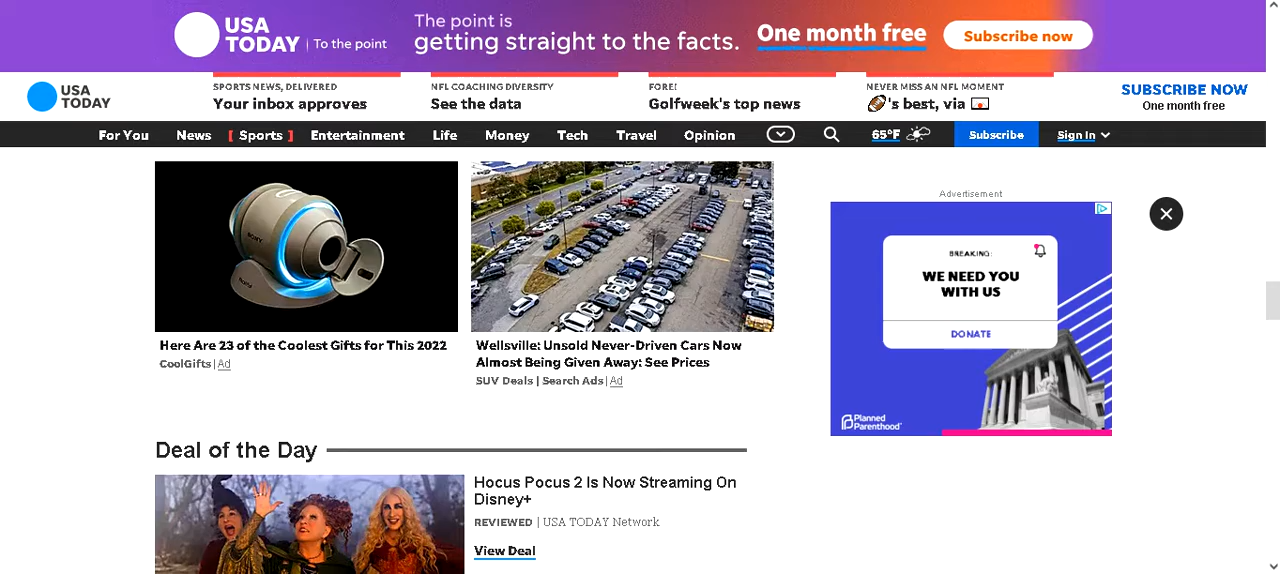 USA
TODAY | To the point
The point is
getting straight to the facts.
One month free
Subscribe now
USA
TODAY
SPORTS NEWS, DELIVERED
Your inbox approves
NFL COACHING DIVERSITY
See the data
FORE!
Golfweek's top news
NEVER MISS AN NFL MOMENT
🏈's best, via 💌
SUBSCRIBE NOW
One month free
For You News [ Sports ] Entertainment Life Money Tech Travel Opinion 65°F Subscribe Sign In
SONY
Here Are 23 of the Coolest Gifts for This 2022
CoolGifts | Ad
Wellsville: Unsold Never-Driven Cars Now
Almost Being Given Away: See Prices
SUV Deals | Search Ads | Ad
Advertisement
BREAKING:
WE NEED YOU
WITH US
DONATE
Planned
Parenthood®
Deal of the Day
Hocus Pocus 2 Is Now Streaming On
Disney+
REVIEWED | USA TODAY Network
View Deal